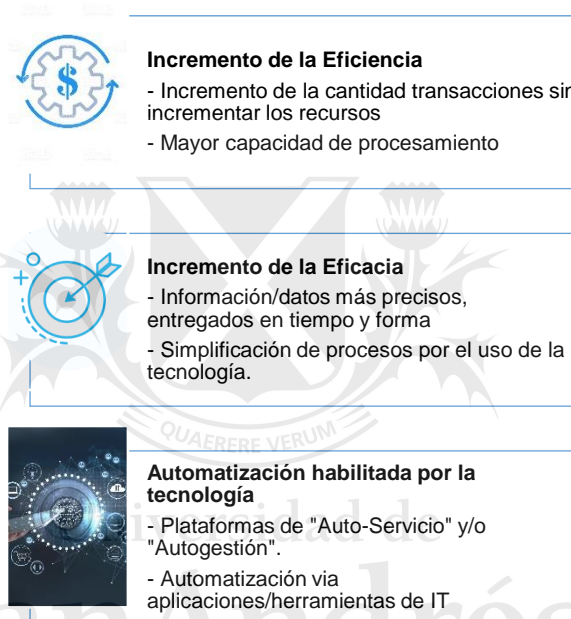 Incremento de la Eficiencia
- Incremento de la cantidad transacciones sin
incrementar los recursos
- Mayor capacidad de procesamiento
Incremento de la Eficacia
- Información/datos más precisos,
entregados en tiempo y forma
- Simplificación de procesos por el uso de la
tecnología.
QUAERERE VERUM
Automatización habilitada por la
tecnología
- Plataformas de "Auto-Servicio" y/o
"Autogestión".
- Automatización via
aplicaciones/herramientas de IT